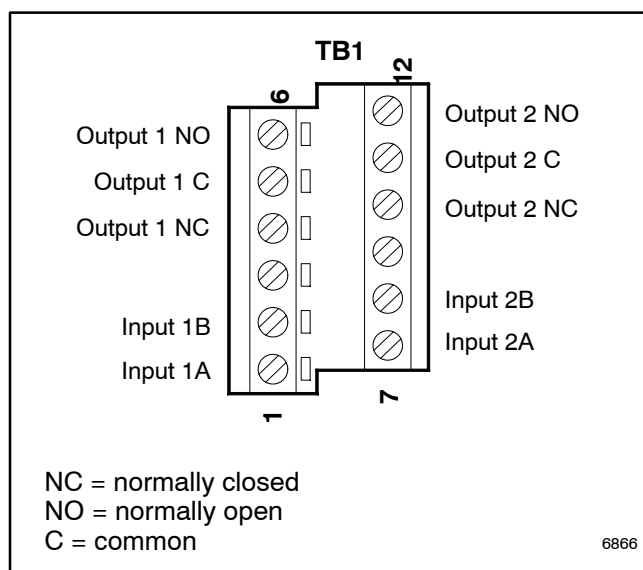 TB1
6
12
Output 1 NO
Output 1 C
Output 1 NC
Input 1B
Input 1A
Output 2 NO
Output 2 C
Output 2 NC
Input 2B
Input 2A
1
7
NC = normally closed
NO = normally open
C = common
6866